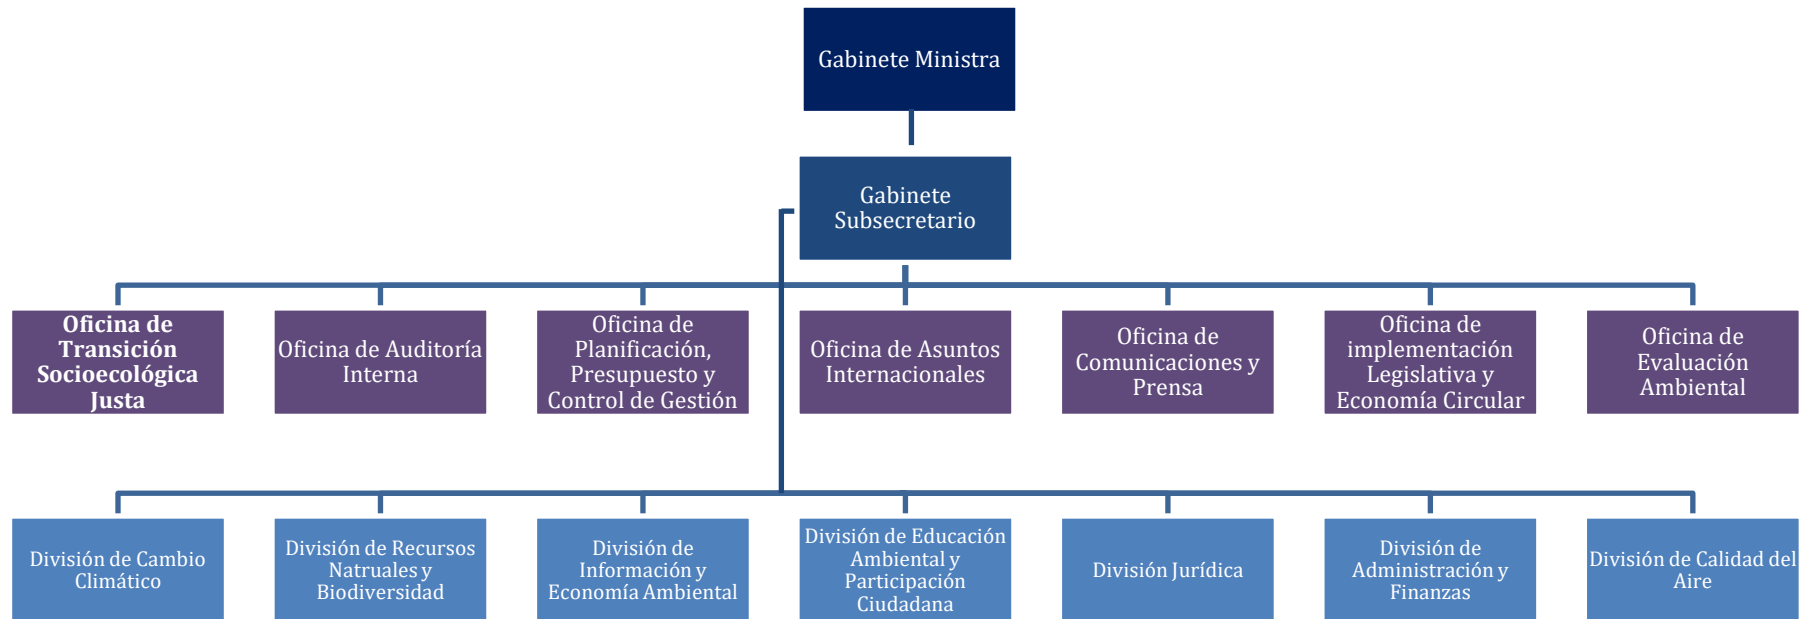 Gabinete Ministra
Gabinete
Subsecretario
Oficina de
Transición
Socioecológica
Justa
Oficina de Auditoría
Interna
Oficina de
Planificación,
Presupuesto y
Control de Gestión
Oficina de Asuntos
Internacionales
Oficina de
Comunicaciones y
Prensa
Oficina de
implementación
Legislativa y
Economía Circular
Oficina de
Evaluación
Ambiental
División de Cambio
Climático
División de Recursos
Natruales y
Biodiversidad
División de
Información y
Economía Ambiental
División de Educación
Ambiental y
Participación
Ciudadana
División Jurídica
División de
Administración y
Finanzas
División de Calidad del
Aire